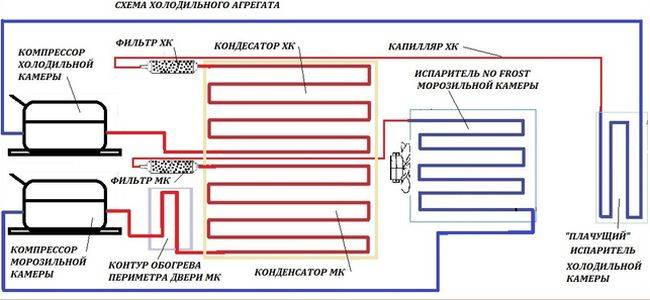 СХЕМА ХОЛОДИЛЬНОГО АГРЕГАТА
КОМПРЕССОР
ХОЛОДИЛЬНОЙ
КАМЕРЫ
ФИЛЬТР ХК
КОНДЕСАТОР ХК
КАПИЛЛЯР ХК
ИСПАРИТЕЛЬ NO FROST
МОРОЗИЛЬНОЙ КАМЕРЫ
ФИЛЬТР МК
КОМПРЕССОР
МОРОЗИЛЬНОЙ
КАМЕРЫ
КОНТУР ОБОГРЕВА
ПЕРИМЕТРА ДВЕРИ МК
КОНДЕНСАТОР МК
"ПЛАЧУЩИЙ"
ИСПАРИТЕЛЬ
ХОЛОДИЛЬНОЙ
КАМЕРЫ